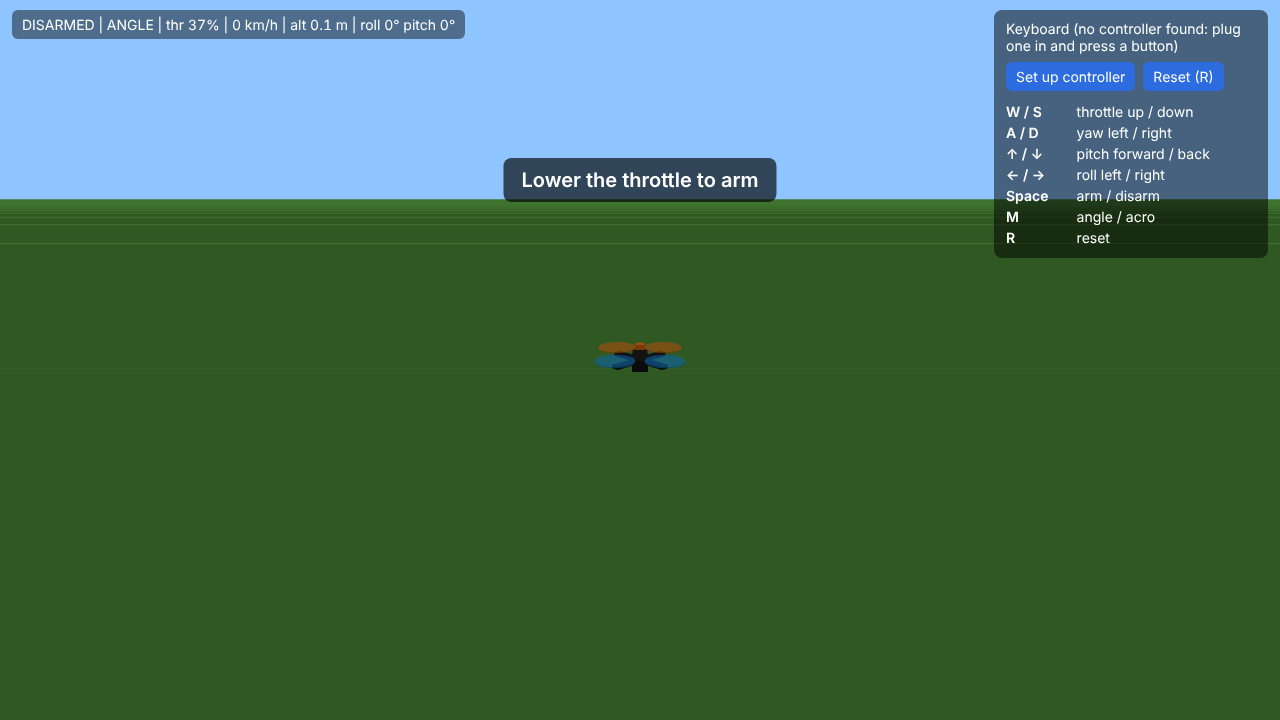 DISARMED | ANGLE | thr 37% | 0 km/h | alt 0.1 m | roll 0° pitch 0°
Keyboard (no controller found: plug
one in and press a button)
Set up controller Reset (R)
W / S throttle up / down
A / D yaw left / right
↑ / ↓ pitch forward / back
← / → roll left / right
Space arm / disarm
M angle / acro
R reset
Lower the throttle to arm